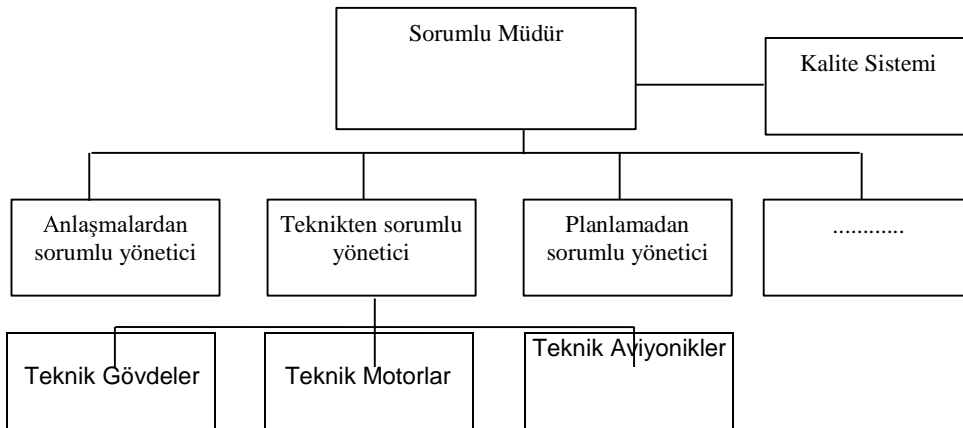 Sorumlu Müdür
Kalite Sistemi
Anlaşmalardan
sorumlu yönetici
Teknikten sorumlu
yönetici
Planlamadan
sorumlu yönetici
............
Teknik Gövdeler
Teknik Motorlar
Teknik Aviyonikler